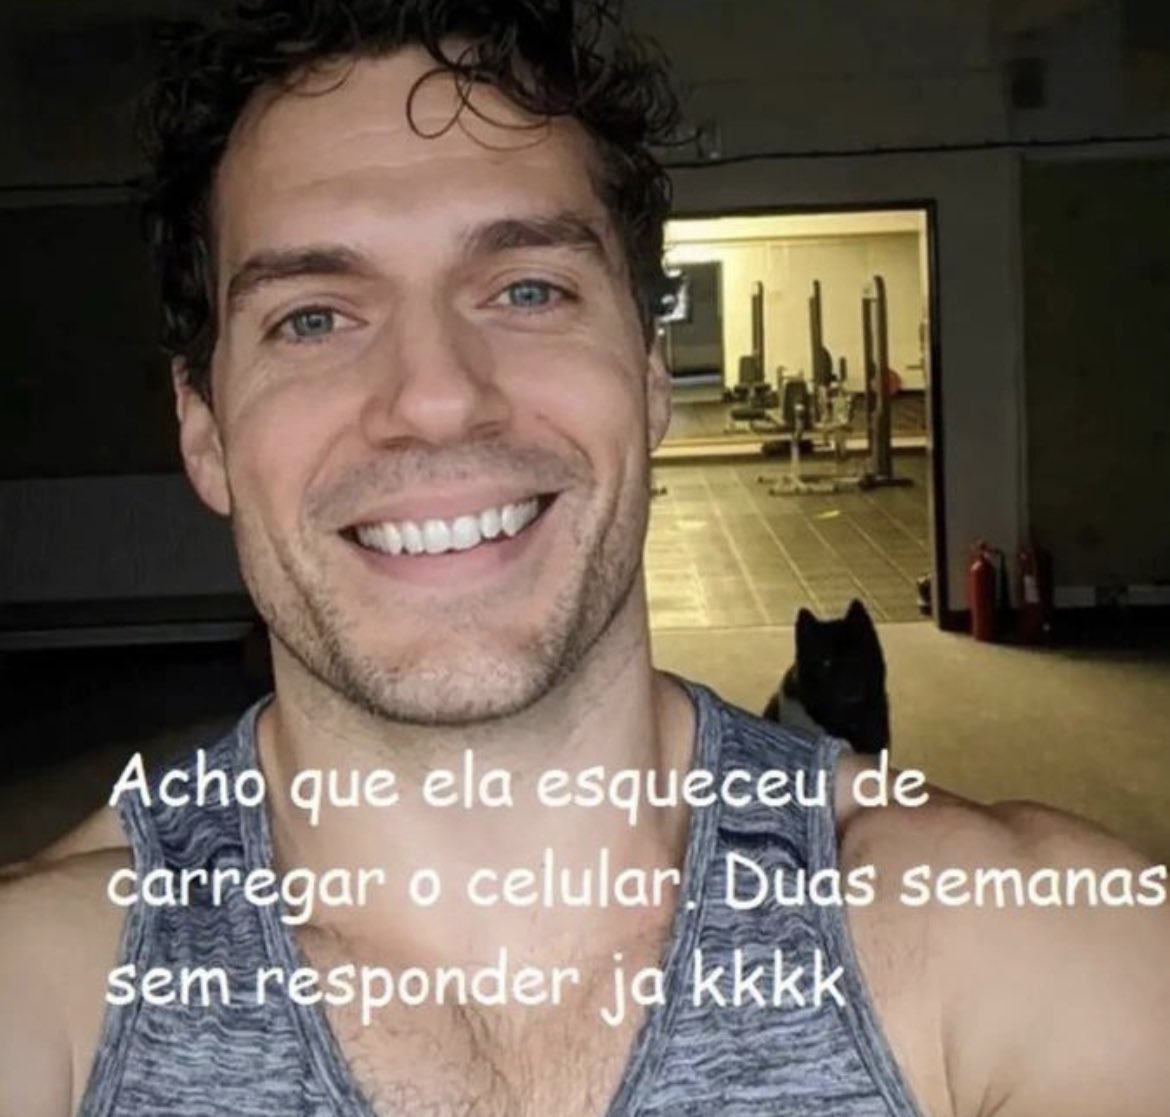 Acho que ela esqueceu de
carregar o celular. Duas semanas
sem responder ja kkkk